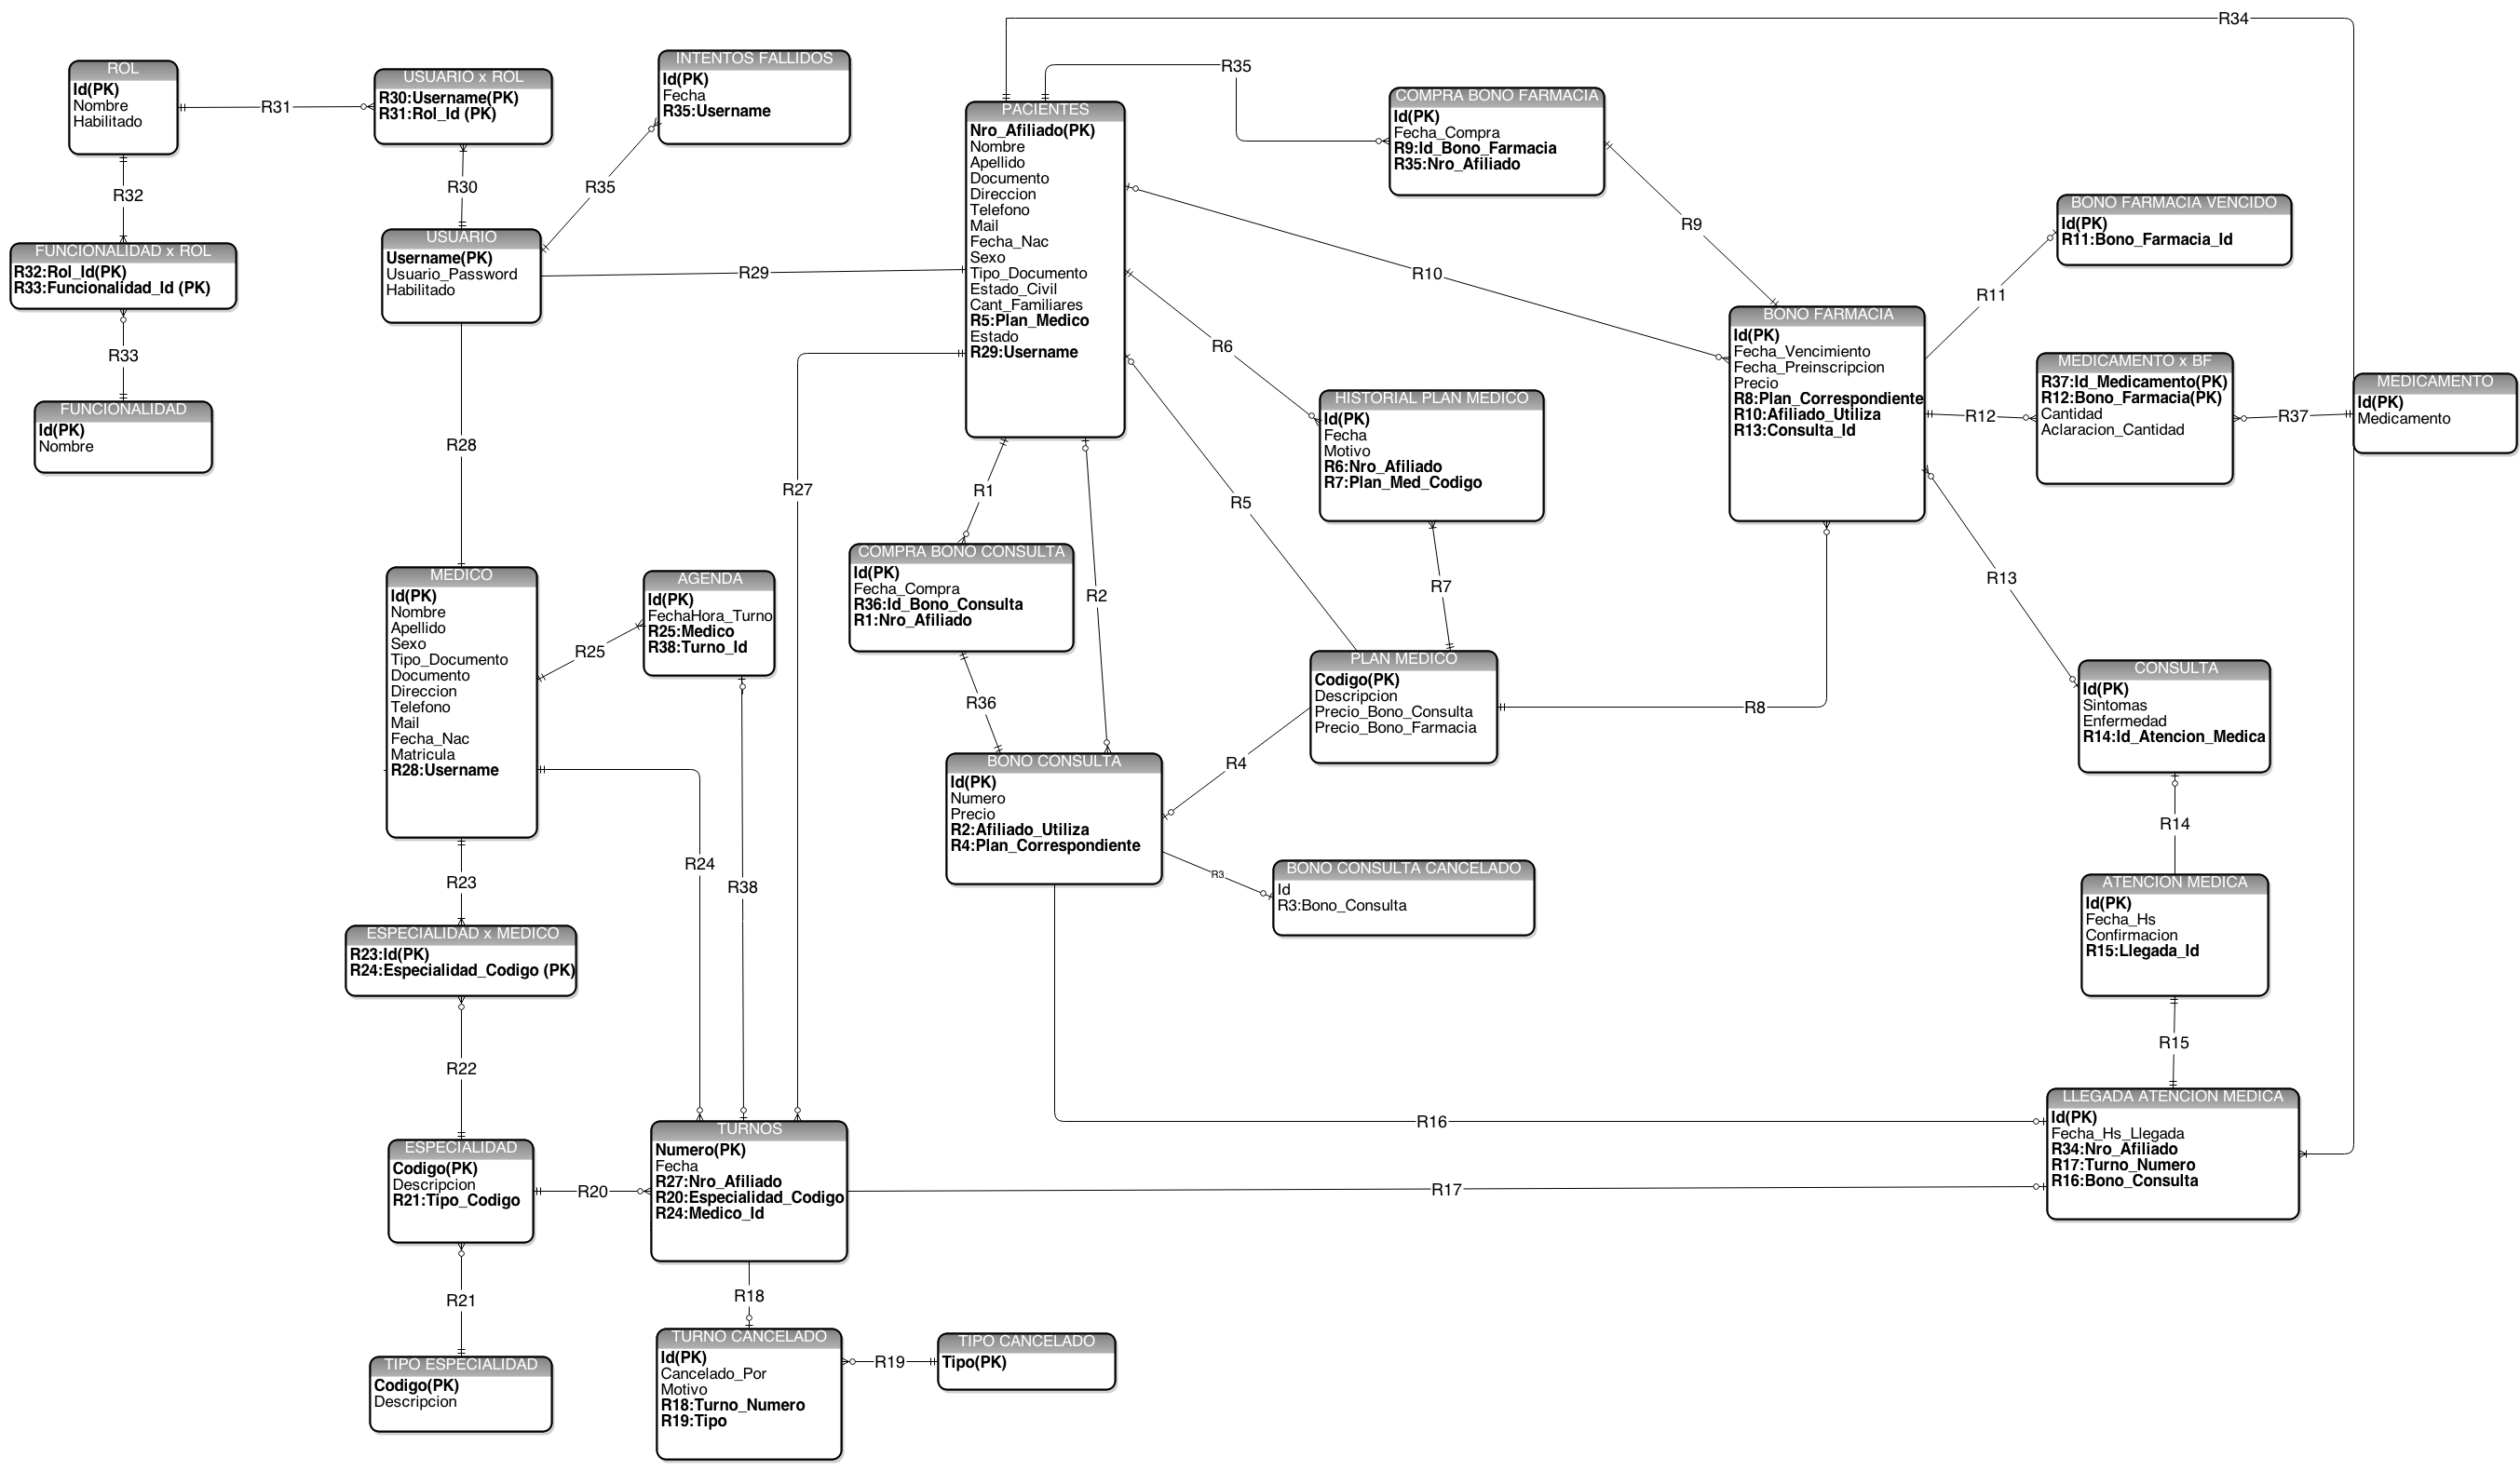 R34
ROL
Id(PK)
Nombre
Habilitado
R31
USUARIO x ROL
R30:Username(PK)
R31:Rol_Id (PK)
INTENTOS FALLIDOS
Id(PK)
Fecha
R35:Username
R35
R30
R32
FUNCIONALIDAD x ROL
R32:Rol_Id(PK)
R33:Funcionalidad_Id (PK)
R33
FUNCIONALIDAD
Id(PK)
Nombre
USUARIO
Username(PK)
Usuario_Password
Habilitado
R29
R28
PACIENTES
Nro_Afiliado(PK)
Nombre
Apellido
Documento
Direccion
Telefono
Mail
Fecha_Nac
Sexo
Tipo_Documento
Estado_Civil
Cant_Familiares
R5:Plan_Medico
Estado
R29:Username
R35
COMPRA BONO FARMACIA
Id(PK)
Fecha_Compra
R9:Id_Bono_Farmacia
R35:Nro_Afiliado
R9
R10
BONO FARMACIA VENCIDO
Id(PK)
R11:Bono_Farmacia_Id
R11
BONO FARMACIA
Id(PK)
Fecha_Vencimiento
Fecha_Preinscripcion
Precio
R8:Plan_Correspondiente
R10:Afiliado_Utiliza
R13:Consulta_Id
R12
MEDICAMENTO x BF
R37:Id_Medicamento(PK)
R12:Bono_Farmacia(PK)
Cantidad
Aclaracion_Cantidad
R37
MEDICAMENTO
Id(PK)
Medicamento
R6
HISTORIAL PLAN MEDICO
Id(PK)
Fecha
Motivo
R6:Nro_Afiliado
R7:Plan_Med_Codigo
R5
R7
R27
R1
R2
COMPRA BONO CONSULTA
Id(PK)
Fecha_Compra
R36:Id_Bono_Consulta
R1:Nro_Afiliado
R36
MEDICO
Id(PK)
Nombre
Apellido
Sexo
Tipo_Documento
Documento
Direccion
Telefono
Mail
Fecha_Nac
Matricula
R28:Username
R25
AGENDA
Id(PK)
FechaHora_Turno
R25:Medico
R38:Turno_Id
PLAN MEDICO
Codigo(PK)
Descripcion
Precio_Bono_Consulta
Precio_Bono_Farmacia
R8
R13
R4
CONSULTA
Id(PK)
Sintomas
Enfermedad
R14:Id_Atencion_Medica
R14
BONO CONSULTA
Id(PK)
Numero
Precio
R2:Afiliado_Utiliza
R4:Plan_Correspondiente
R3
BONO CONSULTA CANCELADO
Id
R3:Bono_Consulta
ATENCION MEDICA
Id(PK)
Fecha_Hs
Confirmacion
R15:Llegada_Id
R15
R23
R24
R38
ESPECIALIDAD x MEDICO
R23:Id(PK)
R24:Especialidad_Codigo (PK)
R22
ESPECIALIDAD
Codigo(PK)
Descripcion
R21:Tipo_Codigo
R20
TURNOS
Numero(PK)
Fecha
R27:Nro_Afiliado
R20:Especialidad_Codigo
R24:Medico_Id
R16
R17
LLEGADA ATENCION MEDICA
Id(PK)
Fecha_Hs_Llegada
R34:Nro_Afiliado
R17:Turno_Numero
R16:Bono_Consulta
R21
TIPO ESPECIALIDAD
Codigo(PK)
Descripcion
R18
TURNO CANCELADO
Id(PK)
Cancelado_Por
Motivo
R18:Turno_Numero
R19:Tipo
R19
TIPO CANCELADO
Tipo(PK)